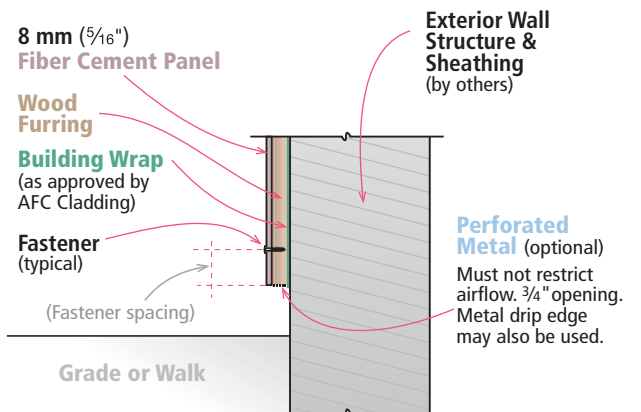 8 mm (5⁄16")
Fiber Cement Panel
Wood
Furring
Building Wrap
(as approved by
AFC Cladding)
Fastener
(typical)
(Fastener spacing)
Grade or Walk
Exterior Wall
Structure &
Sheathing
(by others)
Perforated
Metal (optional)
Must not restrict
airflow. 3⁄4" opening.
Metal drip edge
may also be used.